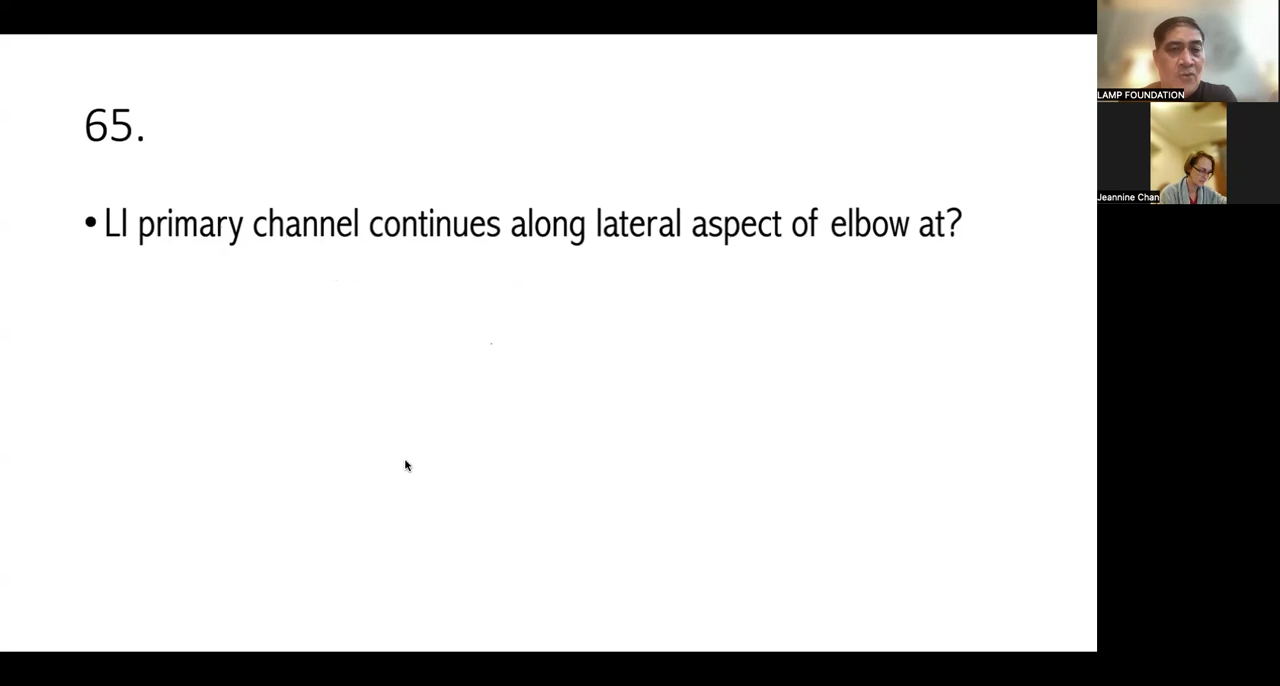 65.
• LI primary channel continues along lateral aspect of elbow at?
LAMP FOUNDATION
Jeannine Chan